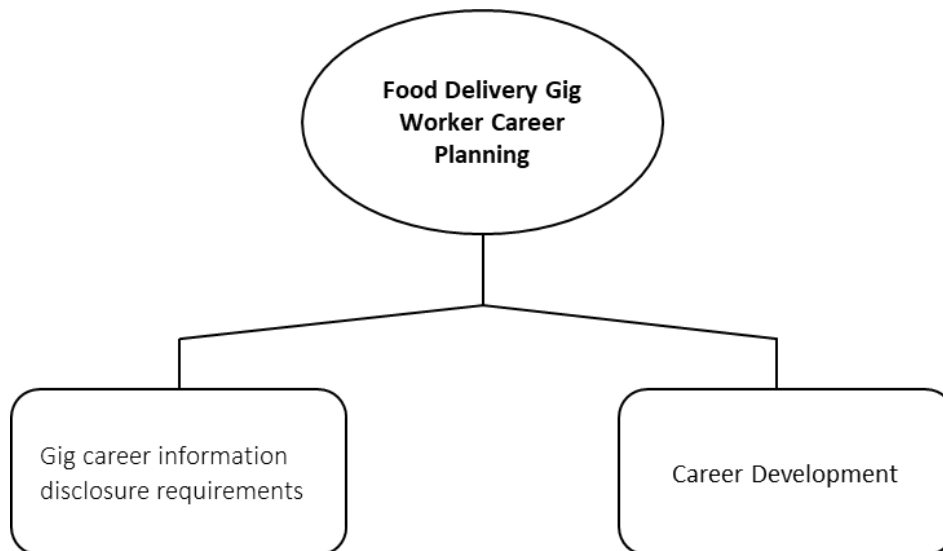 Food Delivery Gig
Worker Career
Planning
Gig career information
disclosure requirements
Career Development